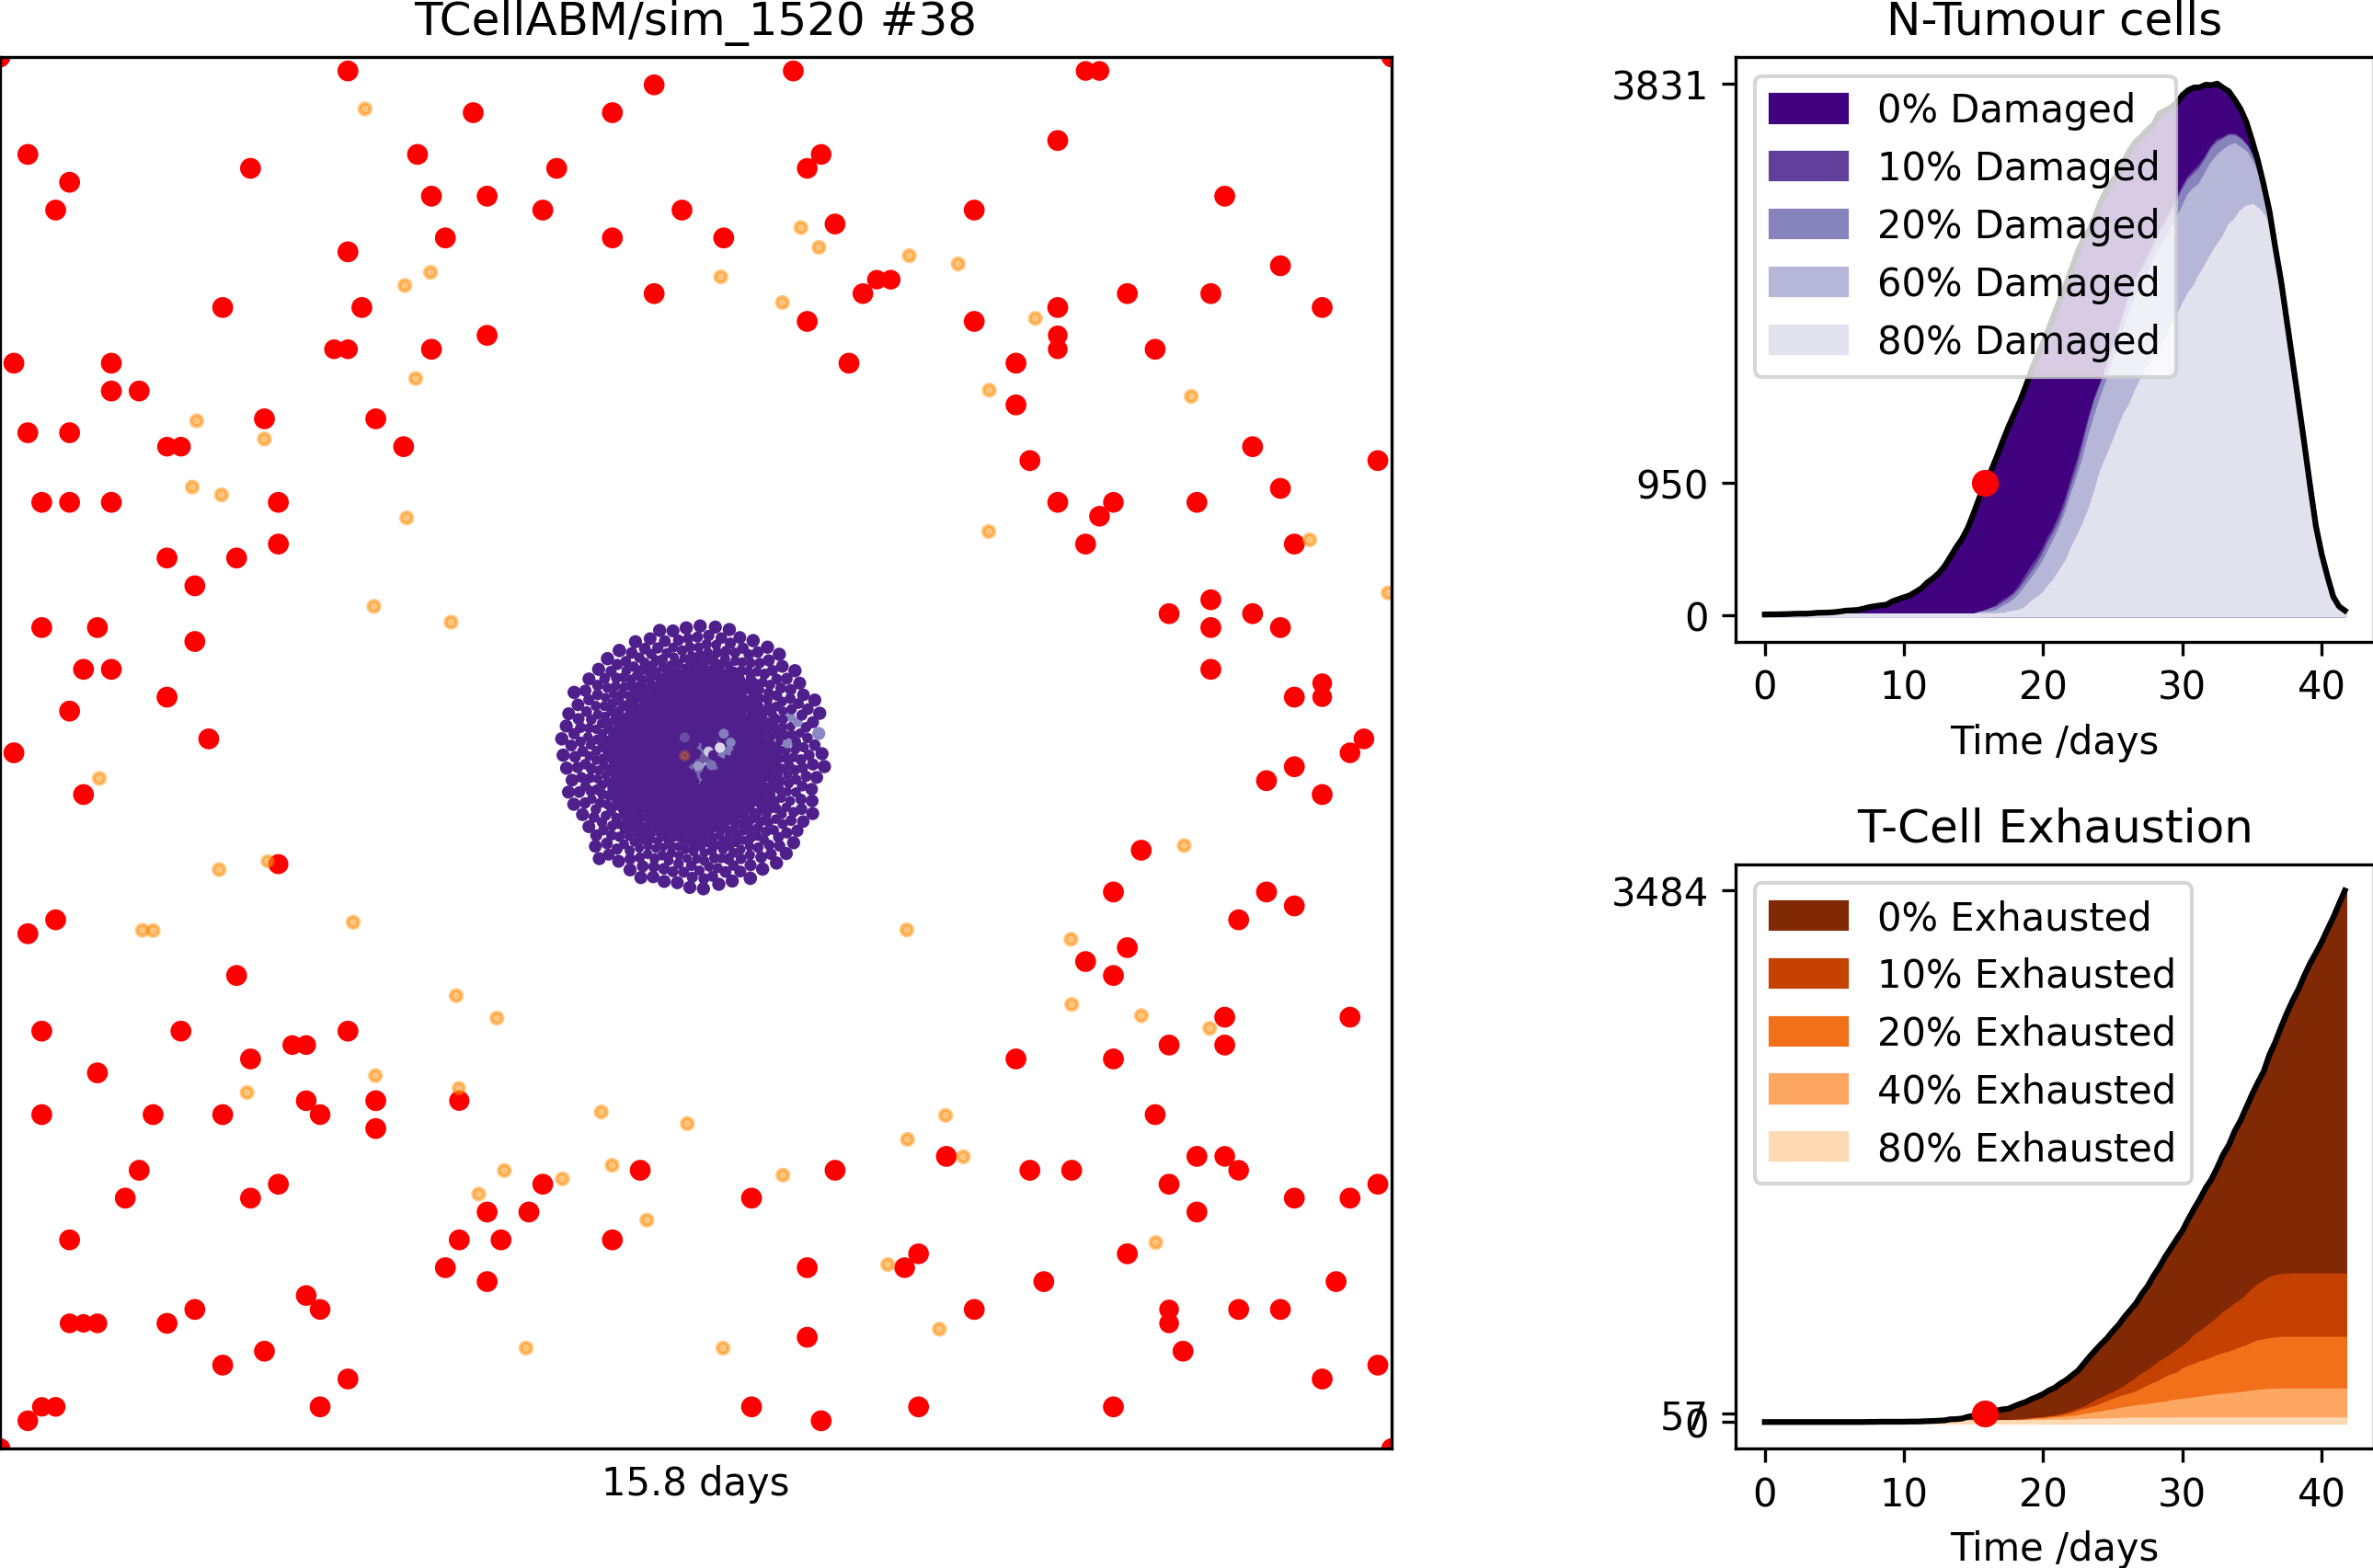 TCellABM/sim_1520 #38
15.8 days
N-Tumour cells
3831
950
0
0% Damaged
10% Damaged
20% Damaged
60% Damaged
80% Damaged
0 10 20 30 40
Time /days
T-Cell Exhaustion
3484
57
0
0% Exhausted
10% Exhausted
20% Exhausted
40% Exhausted
80% Exhausted
0 10 20 30 40
Time /days